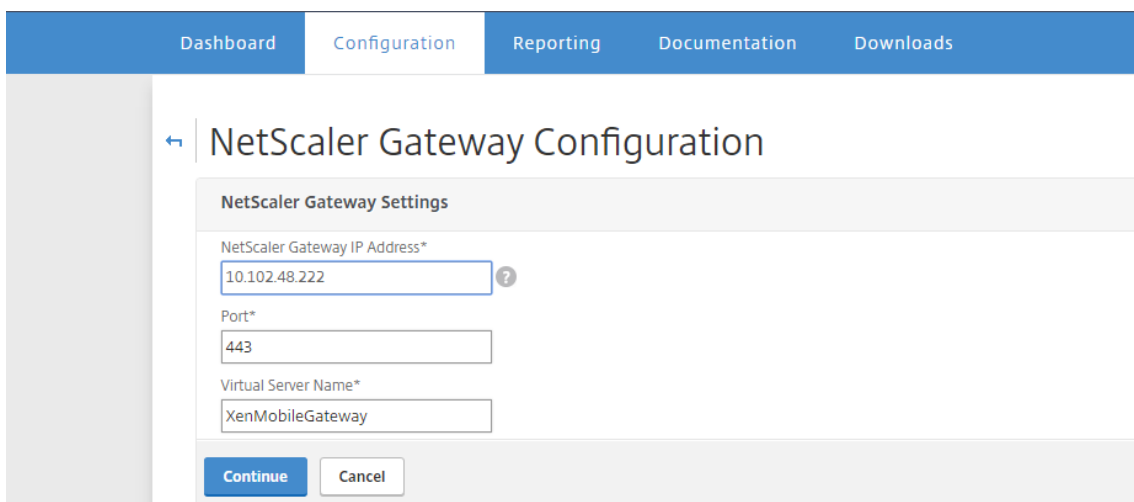 Dashboard Configuration Reporting Documentation Downloads
NetScaler Gateway Configuration
NetScaler Gateway Settings
NetScaler Gateway IP Address*
10.102.48.222
?
Port*
443
Virtual Server Name*
XenMobileGateway
Continue Cancel